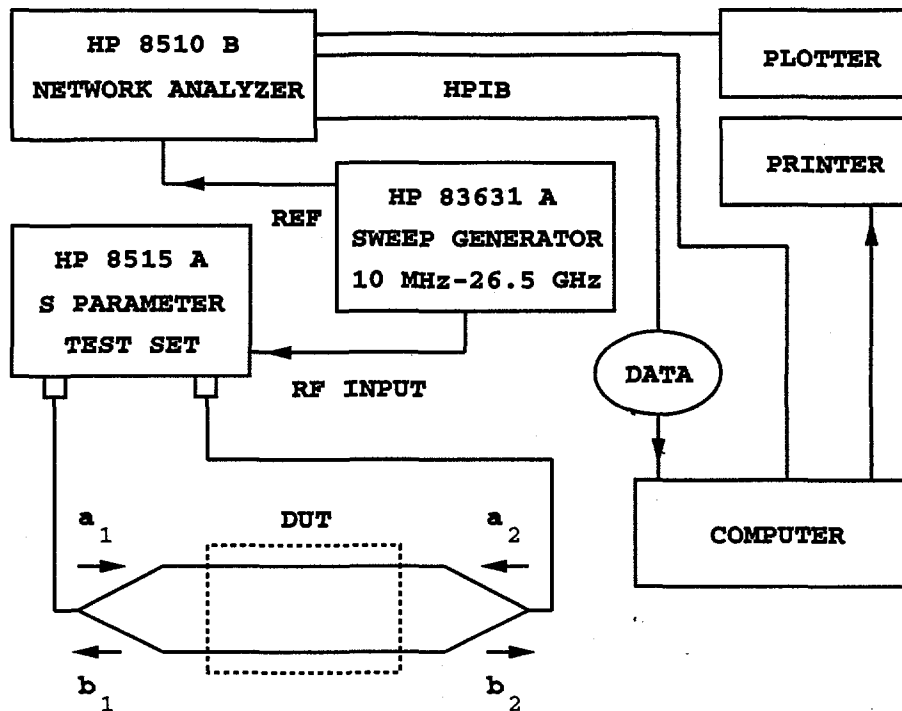 HP 8510 B
NETWORK ANALYZER
HPIB
PLOTTER
PRINTER
REF
HP 83631 A
SWEEP GENERATOR
10 MHz-26.5 GHz
HP 8515 A
S PARAMETER
TEST SET
RF INPUT
DATA
COMPUTER
a1
DUT
a2
b1
b2